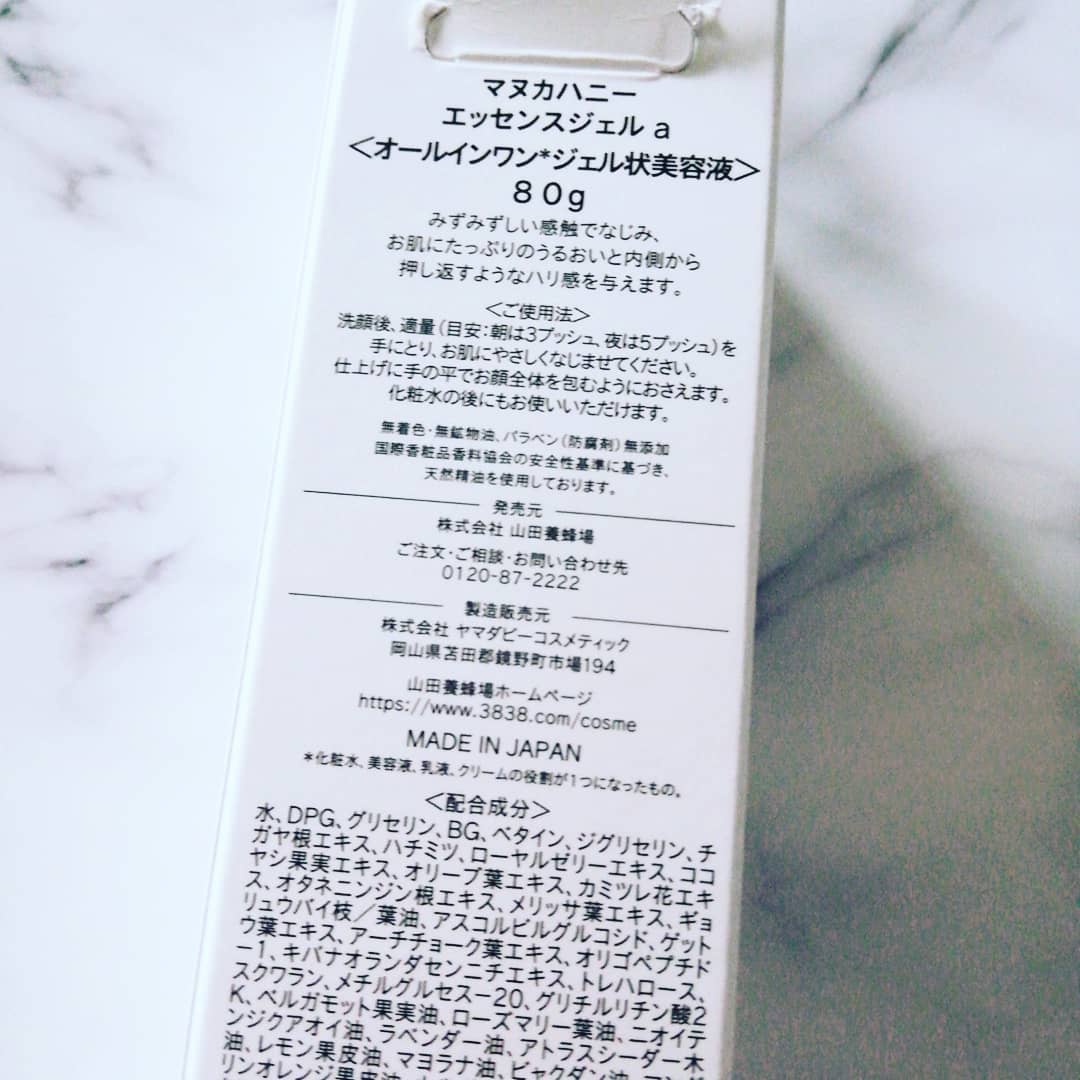 マヌカハニー
エッセンスジェル a
＜オールインワン*ジェル状美容液＞
８０g
みずみずしい感触でなじみ、
お肌にたっぷりのうるおいと内側から
押し返すようなハリ感を与えます。
＜ご使用法＞
洗顔後、適量(目安:朝は3プッシュ、夜は5プッシュ)を
手にとり、お肌にやさしくなじませてください。
仕上げに手の平でお顔全体を包むようにおさえます。
化粧水の後にもお使いいただけます。
無着色・無鉱物油、パラベン(防腐剤)無添加
国際香粧品香料協会の安全性基準に基づき、
天然精油を使用しております。
発売元
株式会社 山田養蜂場
ご注文・ご相談・お問い合わせ先
0120-87-2222
製造販売元
株式会社 ヤマダビーコスメティック
岡山県苫田郡鏡野町市場194
山田養蜂場ホームページ
https://www.3838.com/cosme
MADE IN JAPAN
*化粧水、美容液、乳液、クリームの役割が1つになったもの。
＜配合成分＞
水、DPG、グリセリン、BG、ベタイン、ジグリセリン、チ
ガヤ根エキス、ハチミツ、ローヤルゼリーエキス、ココ
ヤシ果実エキス、オリーブ葉エキス、カミツレ花エキ
ス、オタネニンジン根エキス、メリッサ葉エキス、ギョ
リュウバイ枝／葉油、アスコルビルグルコシド、ゲット
ウ葉エキス、アーチチョーク葉エキス、オリゴペプチド
-1、キバナオランダセンニチエキス、トレハロース、
スクワラン、メチルグルセス-20、グリチルリチン酸2
K、ベルガモット果実油、ローズマリー葉油、ニオイテ
ンジクアオイ油、ラベンダー油、アトラスシーダー木
油、レモン果皮油、マヨラナ油、ビャクダン油、マンダ
リンオレンジ果皮油、